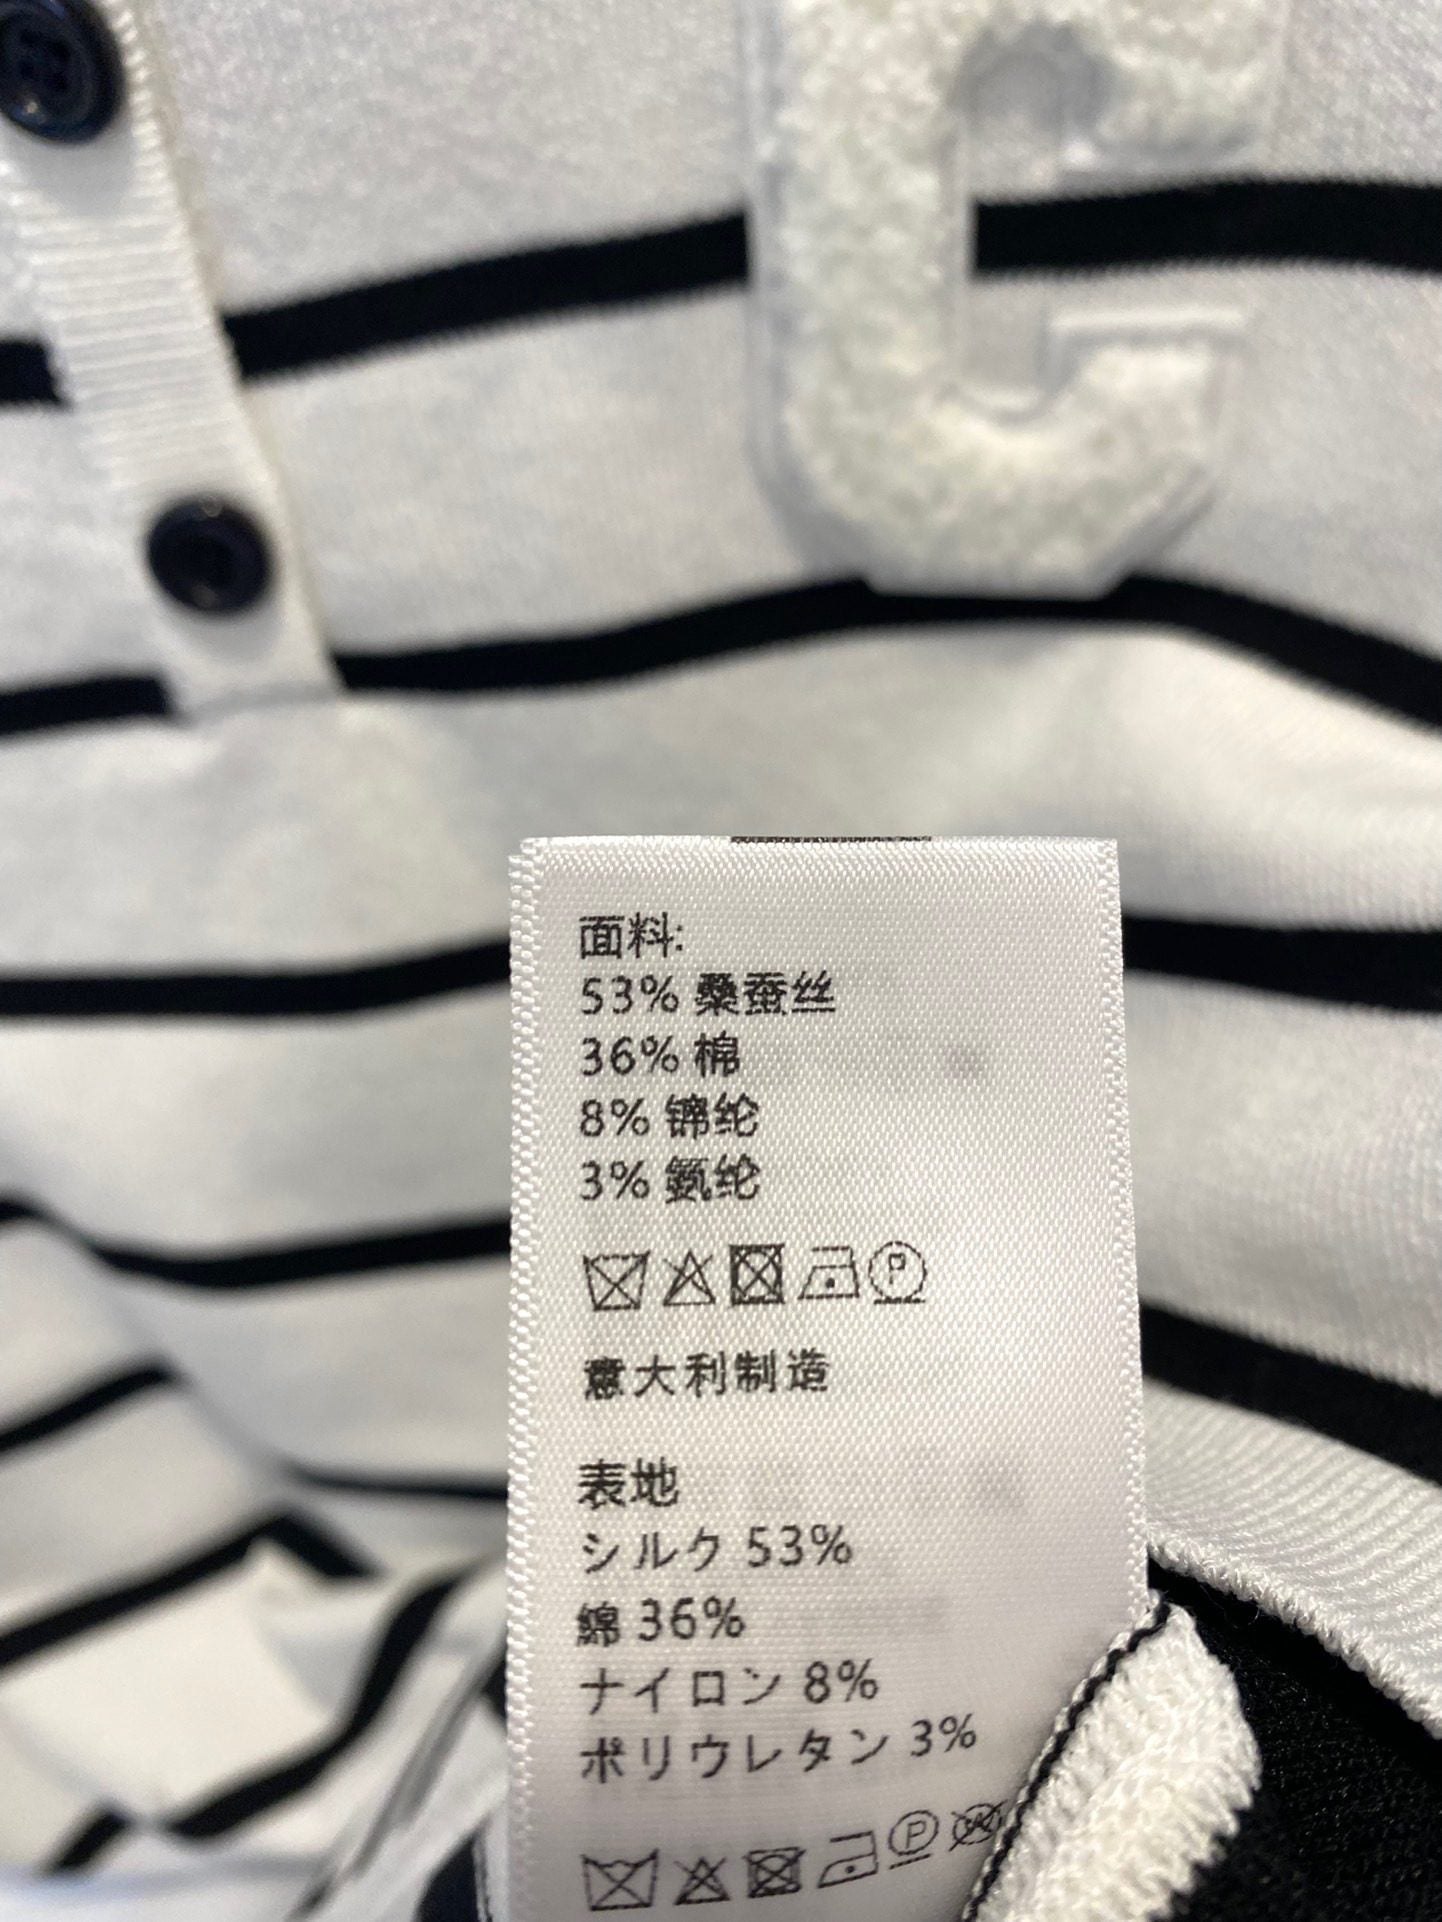 C
面料:
53% 桑蚕丝
36% 棉
8% 锦纶
3% 氨纶
P
意大利制造
表地
シルク 53%
綿 36%
ナイロン 8%
ポリウレタン 3%
P W